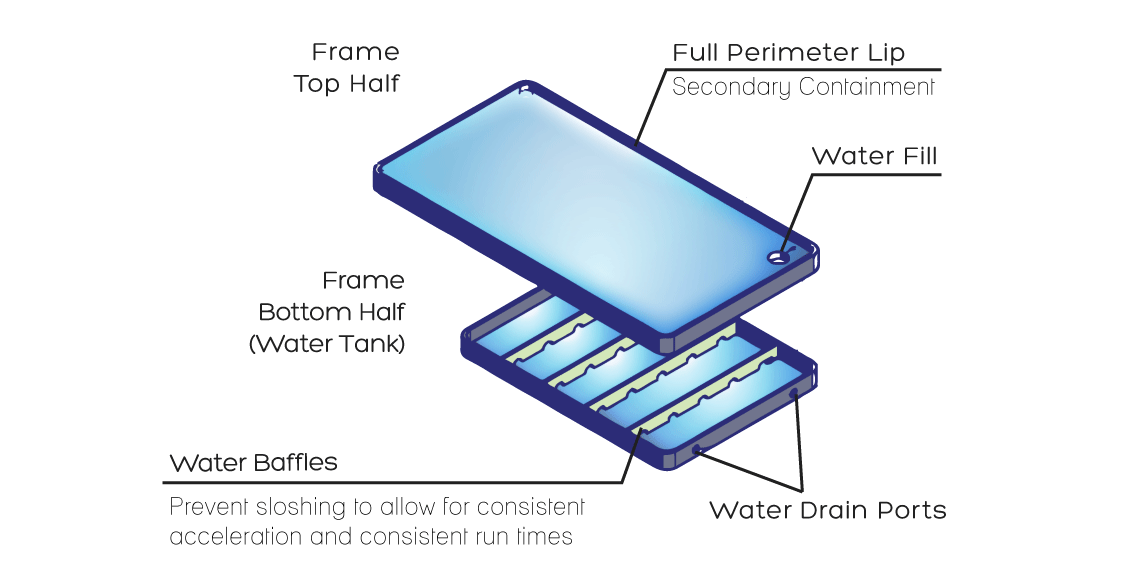 Frame
Top Half
Full Perimeter Lip
Secondary Containment
Water Fill
Frame
Bottom Half
(Water Tank)
Water Baffles
Prevent sloshing to allow for consistent
acceleration and consistent run times
Water Drain Ports